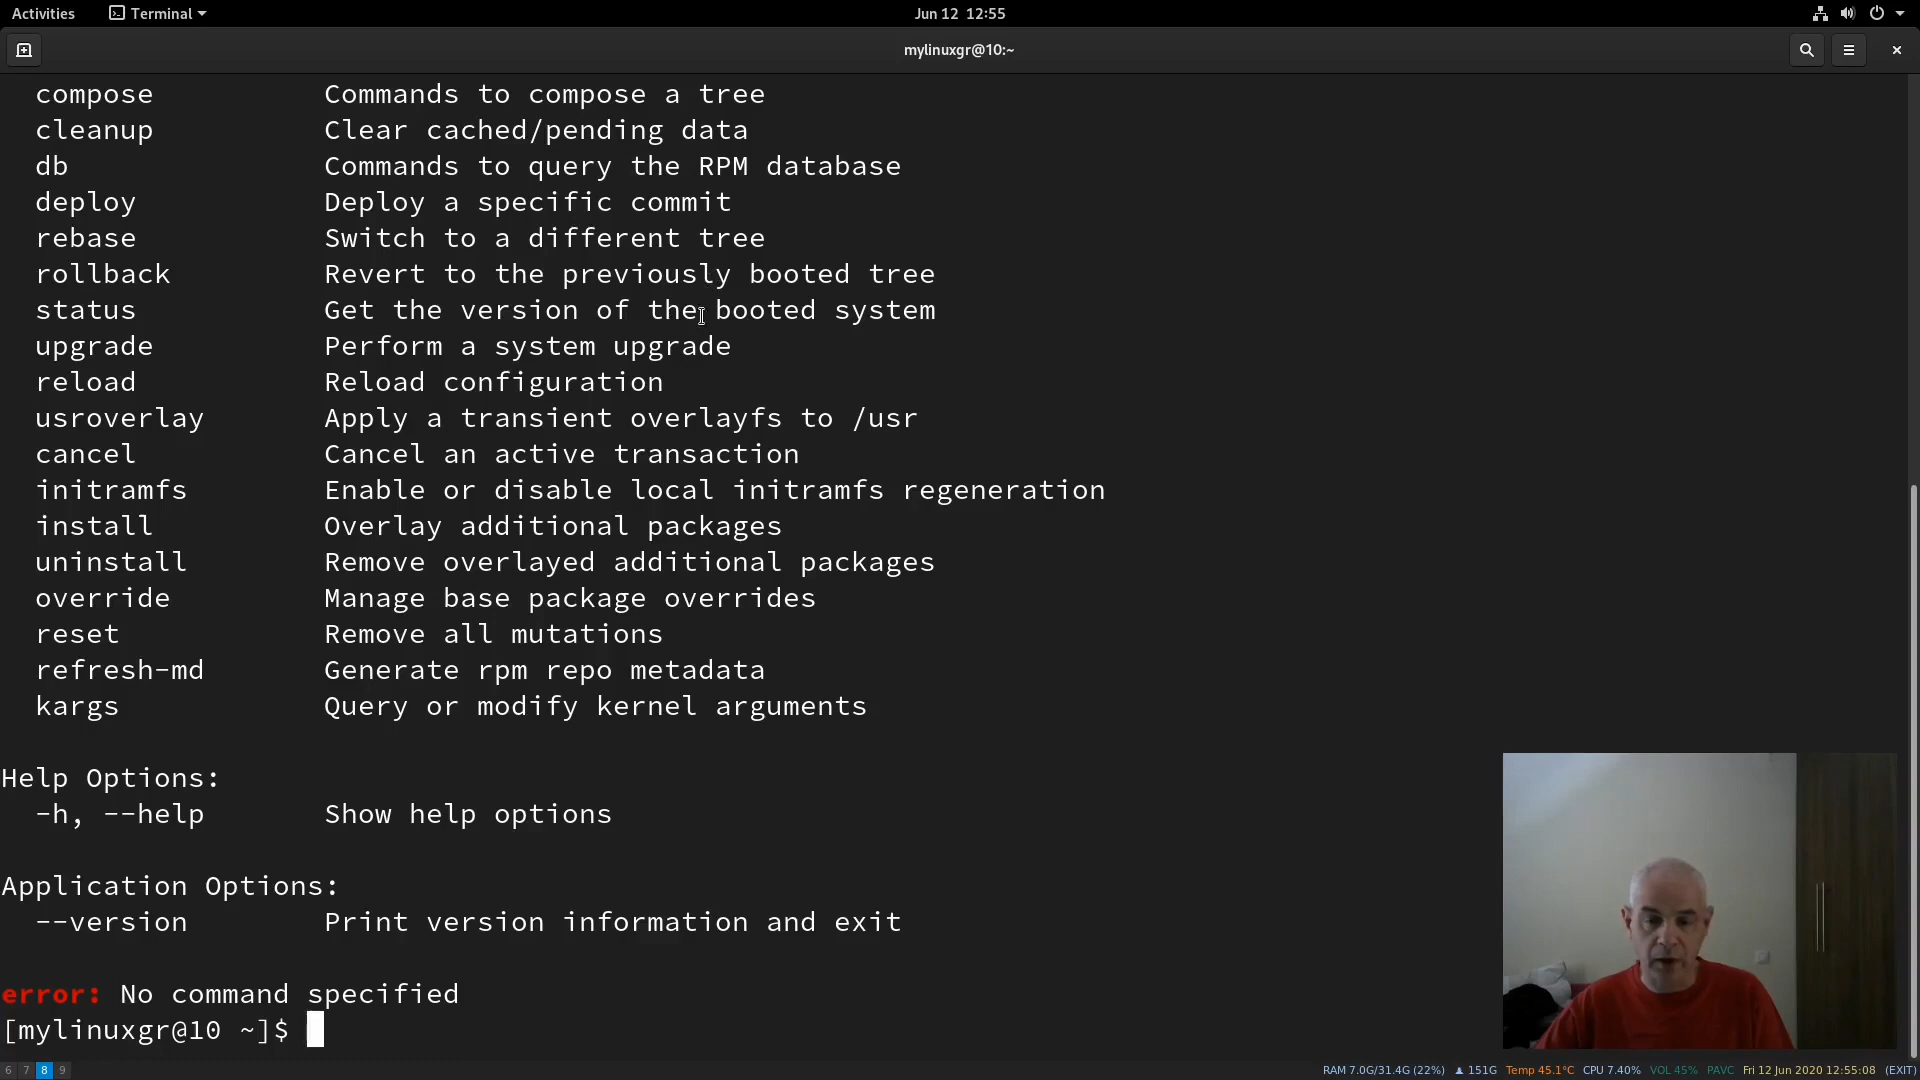 Activities Terminal Jun 12 12:55
mylinuxgr@10:~
compose Commands to compose a tree
cleanup Clear cached/pending data
db Commands to query the RPM database
deploy Deploy a specific commit
rebase Switch to a different tree
rollback Revert to the previously booted tree
status Get the version of the booted system
upgrade Perform a system upgrade
reload Reload configuration
usroverlay Apply a transient overlayfs to /usr
cancel Cancel an active transaction
initramfs Enable or disable local initramfs regeneration
install Overlay additional packages
uninstall Remove overlayed additional packages
override Manage base package overrides
reset Remove all mutations
refresh-md Generate rpm repo metadata
kargs Query or modify kernel arguments
Help Options:
-h, --help Show help options
Application Options:
--version Print version information and exit
error: No command specified
[mylinuxgr@10 ~]$
6 7 8 9 RAM 7.0G/31.4G (22%) 151G Temp 45.1°C CPU 7.40% VOL 45% PAVC Fri 12 Jun 2020 12:55:08 (EXIT)